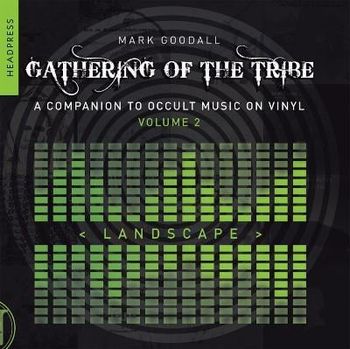 HEADPRESS
MARK GOODALL
GATHERING OF THE TRIBE
A COMPANION TO OCCULT MUSIC ON VINYL
VOLUME 2
< LANDSCAPE >